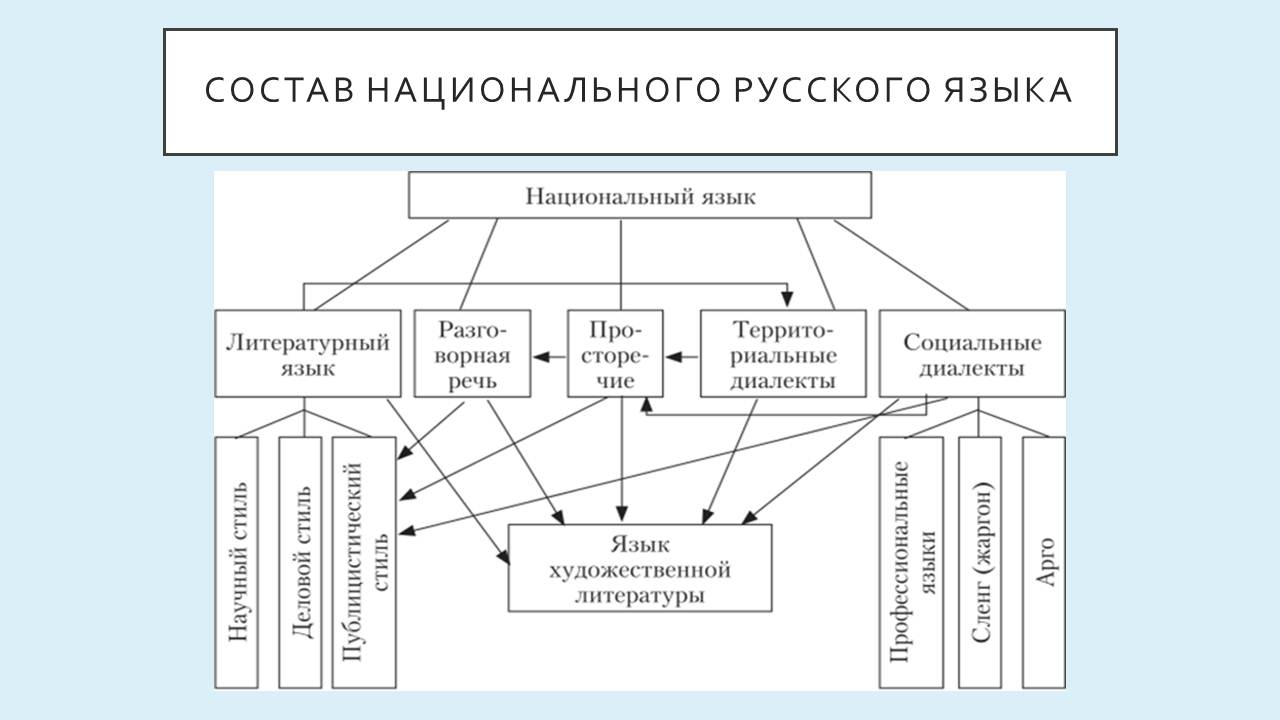 СОСТАВ НАЦИОНАЛЬНОГО РУССКОГО ЯЗЫКА
Национальный язык
Литературный
язык
Разго-
ворная
речь
Про-
сторе-
чие
Террито-
риальные
диалекты
Социальные
диалекты
Научный стиль
Деловой стиль
Публицистический
стиль
Язык
художественной
литературы
Профессиональные
языки
Сленг (жаргон)
Арго